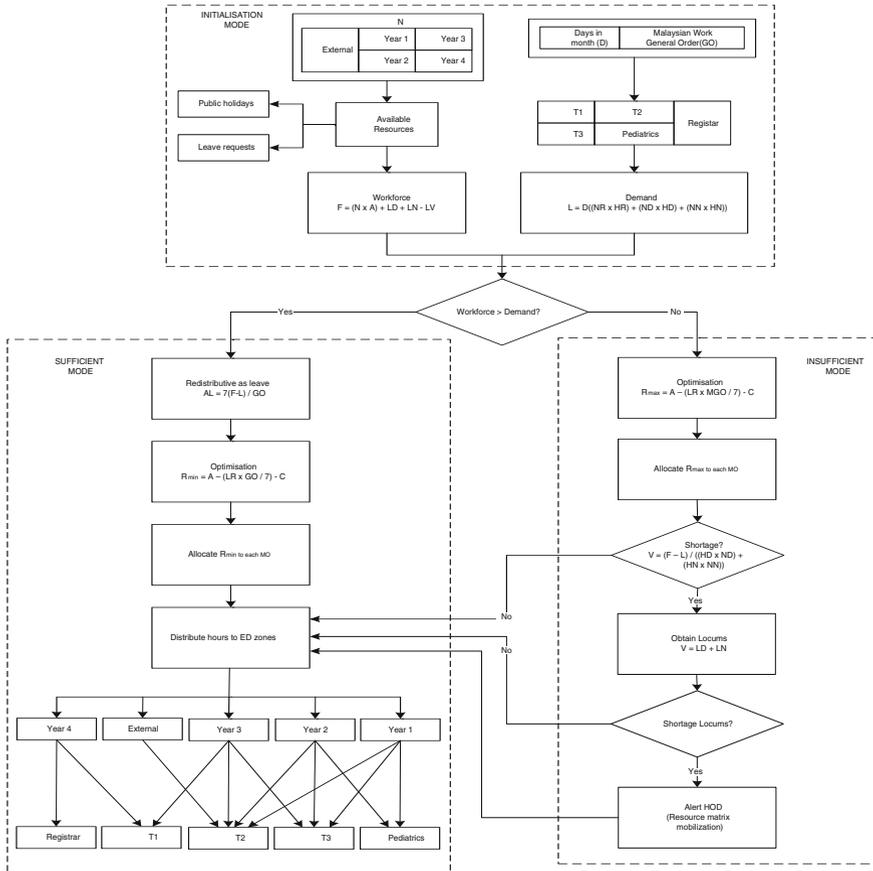 INITIALISATION
MODE
N
External
Year 1
Year 3
Year 2
Year 4
Days in
month (D)
Malaysian Work
General Order(GO)
Public holidays
Leave requests
Available
Resources
T1
T2
T3
Pediatrics
Registar
Workforce
F = (N x A) + LD + LN - LV
Demand
L = D((NR x HR) + (ND x HD) + (NN x HN))
Workforce > Demand?
Yes
No
SUFFICIENT
MODE
Redistributive as leave
AL = 7(F-L) / GO
Optimisation
Rmin = A – (LR x GO / 7) - C
Allocate Rmin to each MO
Distribute hours to ED zones
Year 4
External
Year 3
Year 2
Year 1
Registrar
T1
T2
T3
Pediatrics
INSUFFICIENT
MODE
Optimisation
Rmax = A – (LR x MGO / 7) - C
Allocate Rmax to each MO
Shortage?
V = (F – L) / ((HD x ND) +
(HN x NN))
No
Yes
Obtain Locums
V = LD + LN
No
Shortage Locums?
Yes
Alert HOD
(Resource matrix
mobilization)